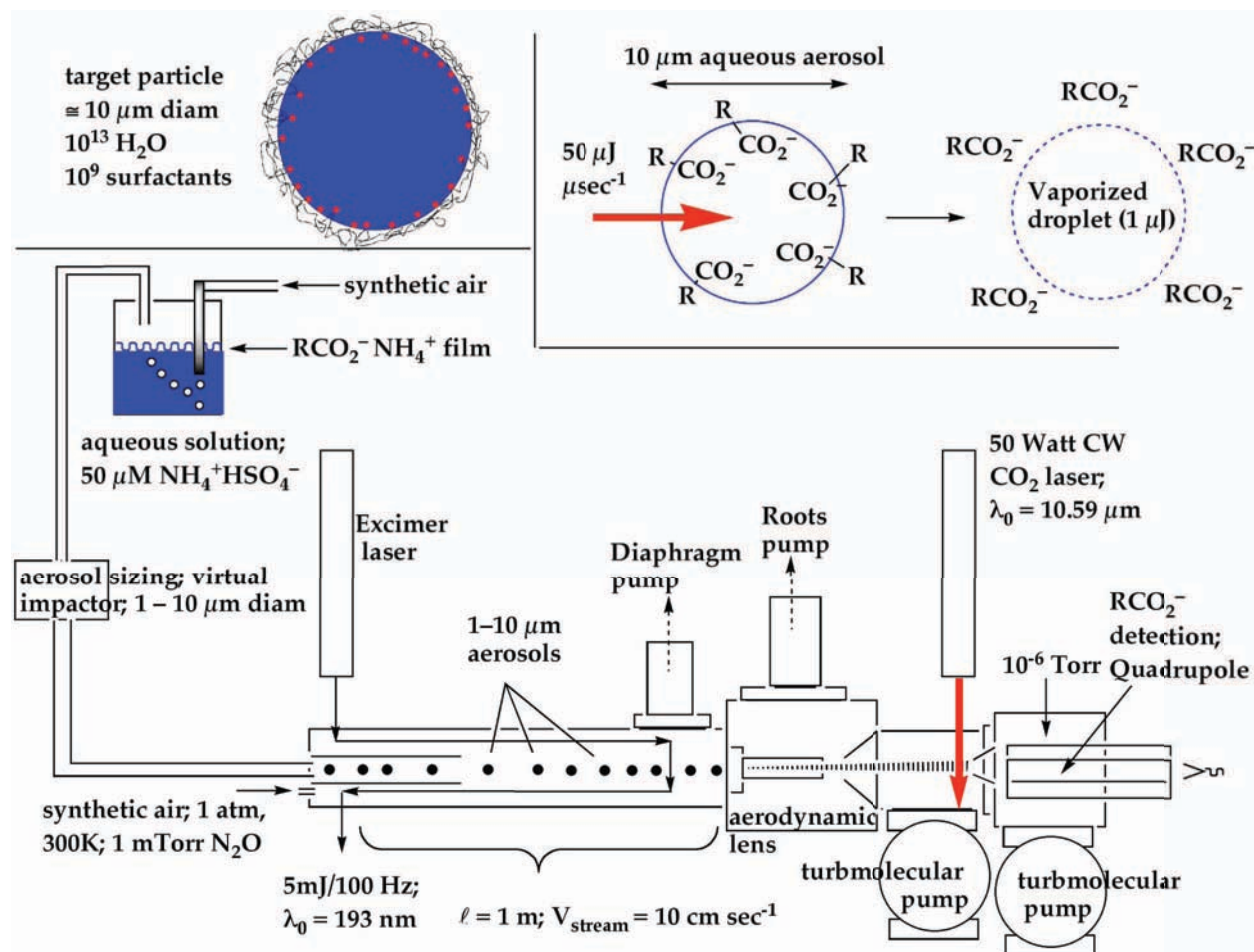 target particle
≅ 10 μm diam
10¹³ H₂O
10⁹ surfactants
10 μm aqueous aerosol
50 μJ
μsec⁻¹
R
CO₂⁻
R
CO₂⁻
R
CO₂⁻
CO₂⁻
R
CO₂⁻
R
RCO₂⁻
RCO₂⁻
RCO₂⁻
Vaporized
droplet (1 μJ)
RCO₂⁻
RCO₂⁻
synthetic air
RCO₂⁻ NH₄⁺ film
aqueous solution;
50 μM NH₄⁺HSO₄⁻
aerosol sizing; virtual
impactor; 1 – 10 μm diam
Excimer
laser
1–10 μm
aerosols
Diaphragm
pump
Roots
pump
50 Watt CW
CO₂ laser;
λ₀ = 10.59 μm
RCO₂⁻
detection;
Quadrupole
10⁻⁶ Torr
synthetic air; 1 atm,
300K; 1 mTorr N₂O
5mJ/100 Hz;
λ₀ = 193 nm
ℓ = 1 m; Vstream = 10 cm sec⁻¹
aerodynamic
lens
turbmolecular
pump
turbmolecular
pump